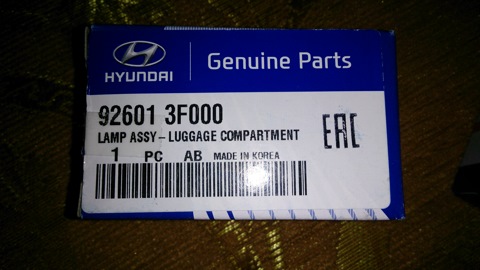 HYUNDAI
Genuine Parts
92601 3F000
LAMP ASSY-LUGGAGE COMPARTMENT
1 PC AB MADE IN KOREA
EAC